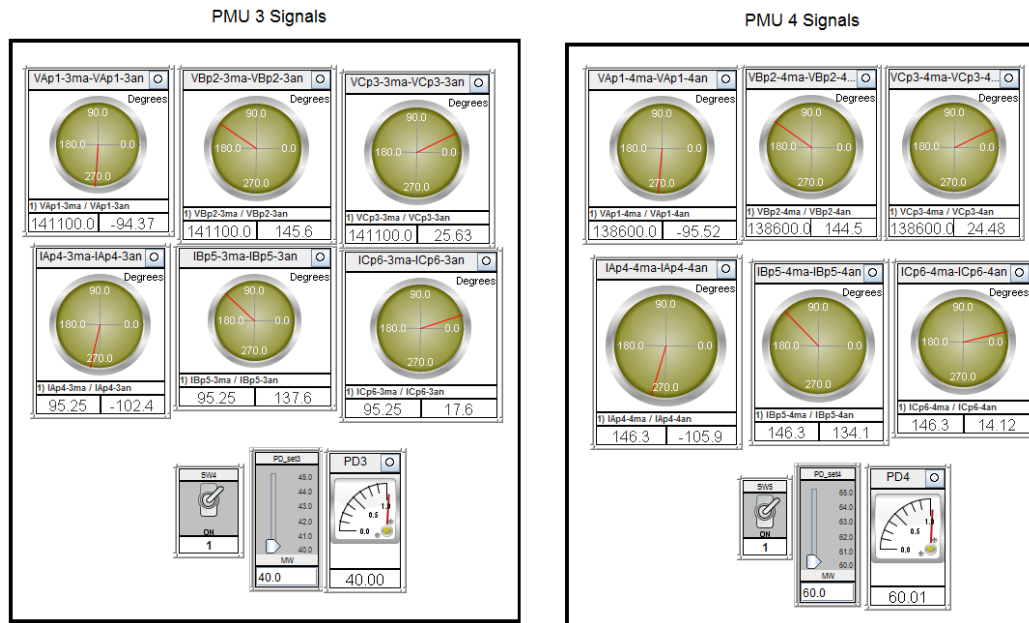 PMU 3 Signals
VAp1-3ma-VAp1-3an
Degrees
90.0
180.0
0.0
270.0
1) VAp1-3ma / VAp1-3an
141100.0 -94.37
VBp2-3ma-VBp2-3an
Degrees
90.0
180.0
0.0
270.0
1) VBp2-3ma / VBp2-3an
141100.0 145.6
VCp3-3ma-VCp3-3an
Degrees
90.0
180.0
0.0
270.0
1) VCp3-3ma / VCp3-3an
141100.0 25.63
IAp4-3ma-IAp4-3an
Degrees
90.0
180.0
0.0
270.0
1) IAp4-3ma / IAp4-3an
95.25 -102.4
IBp5-3ma-IBp5-3an
Degrees
90.0
180.0
0.0
270.0
1) IBp5-3ma / IBp5-3an
95.25 137.6
ICp6-3ma-ICp6-3an
Degrees
90.0
180.0
0.0
270.0
1) ICp6-3ma / ICp6-3an
95.25 17.6
SW4
ON
1
PD_set3
45.0
44.0
43.0
42.0
41.0
40.0
MW
40.0
PD3
1.0
0.5
0.0
40.00
PMU 4 Signals
VAp1-4ma-VAp1-4an
Degrees
90.0
180.0
0.0
270.0
1) VAp1-4ma / VAp1-4an
138600.0 -95.52
VBp2-4ma-VBp2-4...
Degrees
90.0
180.0
0.0
270.0
1) VBp2-4ma / VBp2-4an
138600.0 144.5
VCp3-4ma-VCp3-4...
Degrees
90.0
180.0
0.0
270.0
1) VCp3-4ma / VCp3-4an
138600.0 24.48
IAp4-4ma-IAp4-4an
Degrees
90.0
180.0
0.0
270.0
1) IAp4-4ma / IAp4-4an
146.3 -105.9
IBp5-4ma-IBp5-4an
Degrees
90.0
180.0
0.0
270.0
1) IBp5-4ma / IBp5-4an
146.3 134.1
ICp6-4ma-ICp6-4an
Degrees
90.0
180.0
0.0
270.0
1) ICp6-4ma / ICp6-4an
146.3 14.12
SW5
ON
1
PD_set4
65.0
64.0
63.0
62.0
61.0
60.0
MW
60.0
PD4
1.0
0.5
0.0
60.01